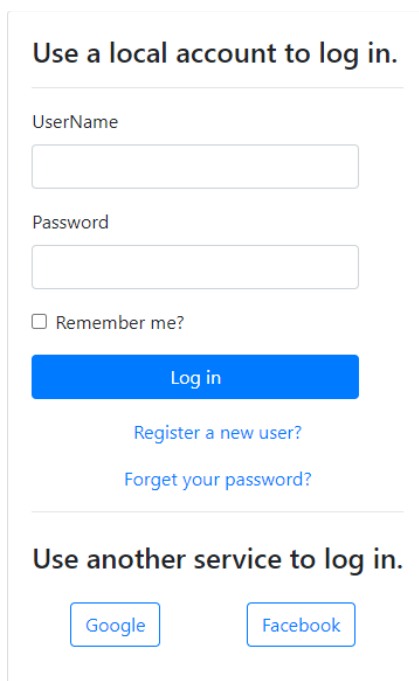 Use a local account to log in.
UserName
Password
Remember me?
Log in
Register a new user?
Forget your password?
Use another service to log in.
Google Facebook